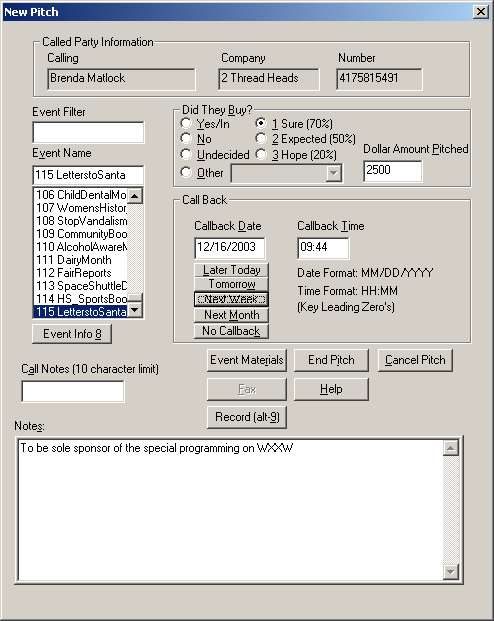 New Pitch
Called Party Information
Calling Company Number
Brenda Matlock 2 Thread Heads 4175815491
Event Filter
Did They Buy?
Yes/In 1 Sure (70%)
No 2 Expected (50%)
Undecided 3 Hope (20%)
Other
Dollar Amount Pitched
2500
Event Name
115 LetterstoSanta
106 ChildDentalMo
107 WomensHistor
108 StopVandalism
109 CommunityBoo
110 AlcoholAwareM
111 DairyMonth
112 FairReports
113 SpaceShuttleD
114 HS_SportsBoo
115 LetterstoSanta
Event Info 8
Call Back
Callback Date Callback Time
12/16/2003 09:44
Later Today
Tomorrow
Next Week
Next Month
No Callback
Date Format: MM/DD/YYYY
Time Format: HH:MM
(Key Leading Zero's)
Event Materials End Pitch Cancel Pitch
Fax Help
Record (alt-9)
Call Notes (10 character limit)
Notes:
To be sole sponsor of the special programming on WXXW